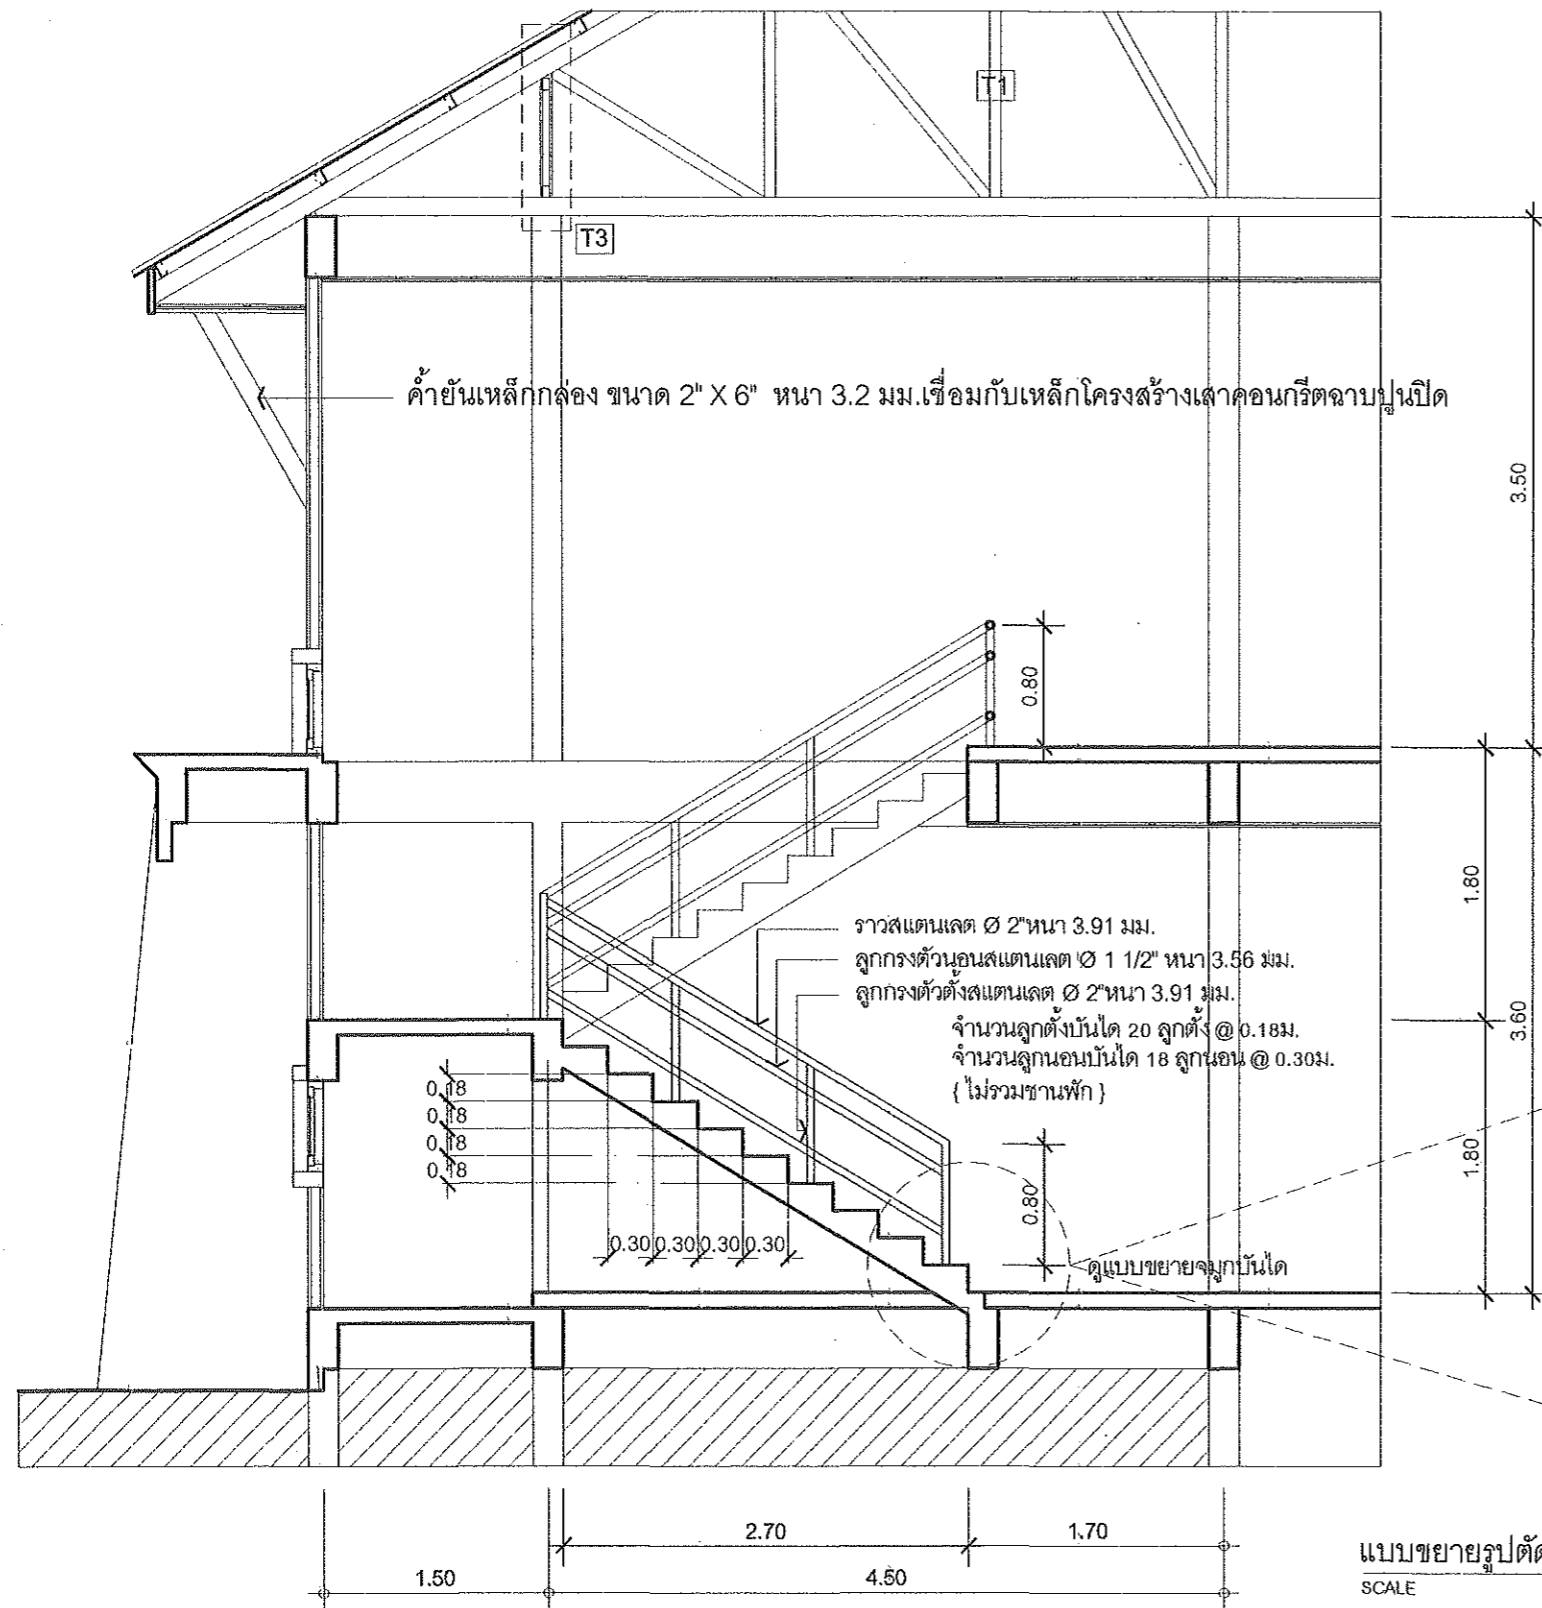 T1
T3
ค้ำยันเหล็กกล่อง ขนาด 2" X 6" หนา 3.2 มม.เชื่อมกับเหล็กโครงสร้างเสาคอนกรีตฉาบปูนปิด
3.50
0.80
1.80
ราวสแตนเลต Ø 2"หนา 3.91 มม.
ลูกกรงตัวนอนสแตนเลต Ø 1 1/2" หนา 3.56 มม.
ลูกกรงตัวตั้งสแตนเลต Ø 2"หนา 3.91 มม.
จำนวนลูกตั้งบันได 20 ลูกตั้ง @ 0.18ม.
จำนวนลูกนอนบันได 18 ลูกนอน @ 0.30ม.
{ ไม่รวมชานพัก }
3.60
0.18
0.18
0.18
0.18
1.80
0.80
0.30 0.30 0.30 0.30
ดูแบบขยายจมูกบันได
2.70 1.70
1.50 4.50
แบบขยายรูปตัด
SCALE